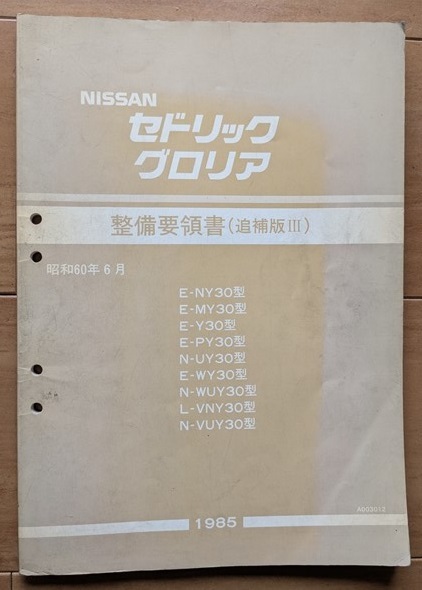 NISSAN
セドリック
グロリア
整備要領書(追補版III)
昭和60年6月
E-NY30型
E-MY30型
E-Y30型
E-PY30型
N-UY30型
E-WY30型
N-WUY30型
L-VNY30型
N-VUY30型
A003012
1985